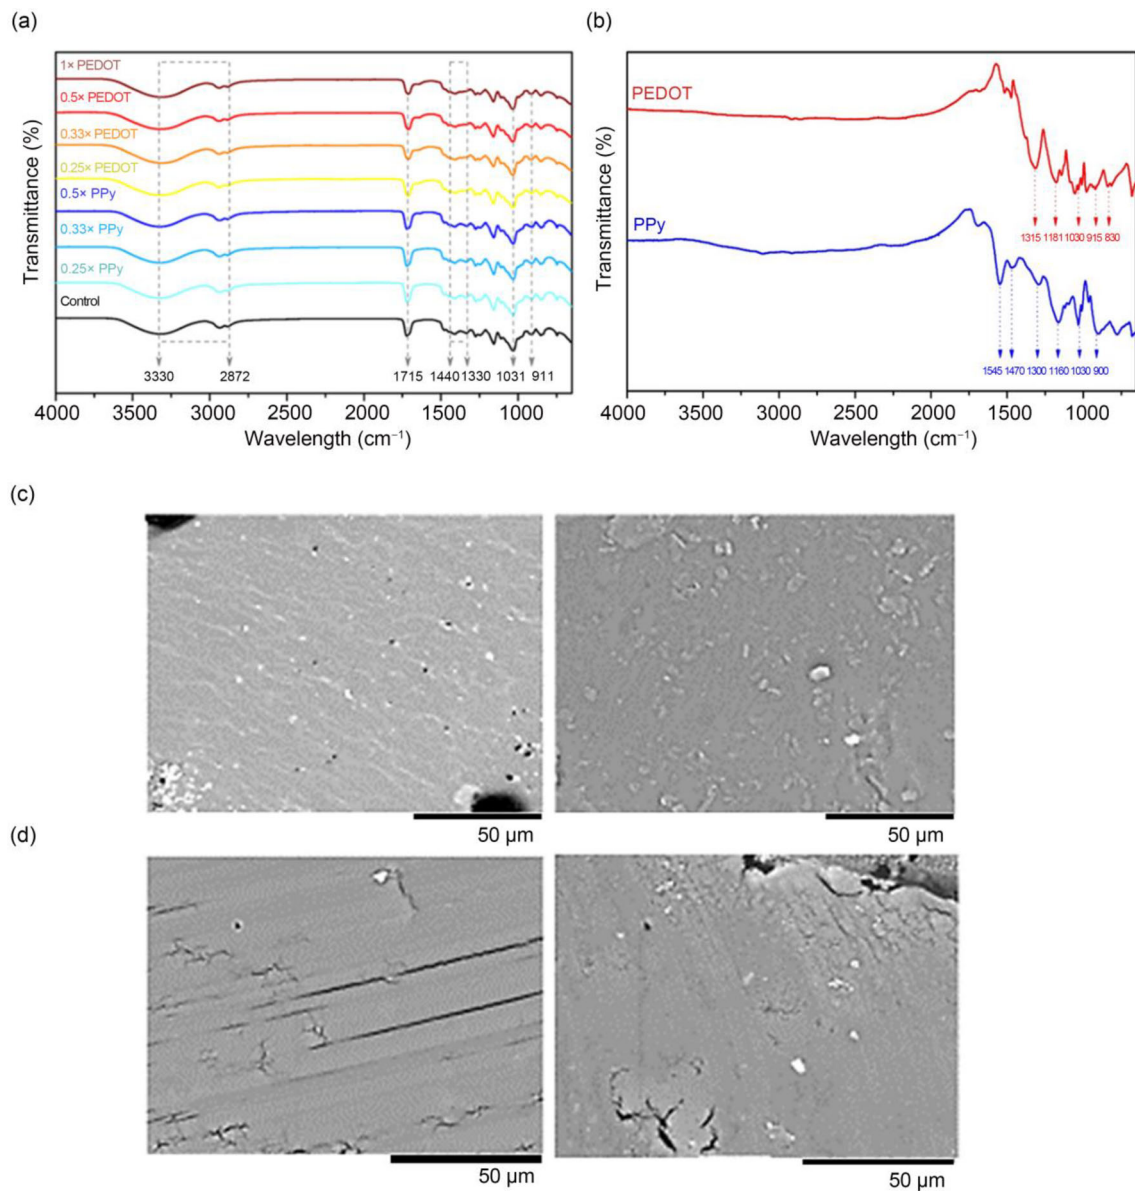 (a)
Transmittance (%)
1× PEDOT
0.5× PEDOT
0.33× PEDOT
0.25× PEDOT
0.5× PPy
0.33× PPy
0.25× PPy
Control
3330 2872 1715 1440 1330 1031 911
4000 3500 3000 2500 2000 1500 1000
Wavelength (cm⁻¹)
(b)
Transmittance (%)
PEDOT
1315 1181 1030 915 830
PPy
1545 1470 1300 1160 1030 900
4000 3500 3000 2500 2000 1500 1000
Wavelength (cm⁻¹)
(c)
50 µm
50 µm
(d)
50 µm
50 µm